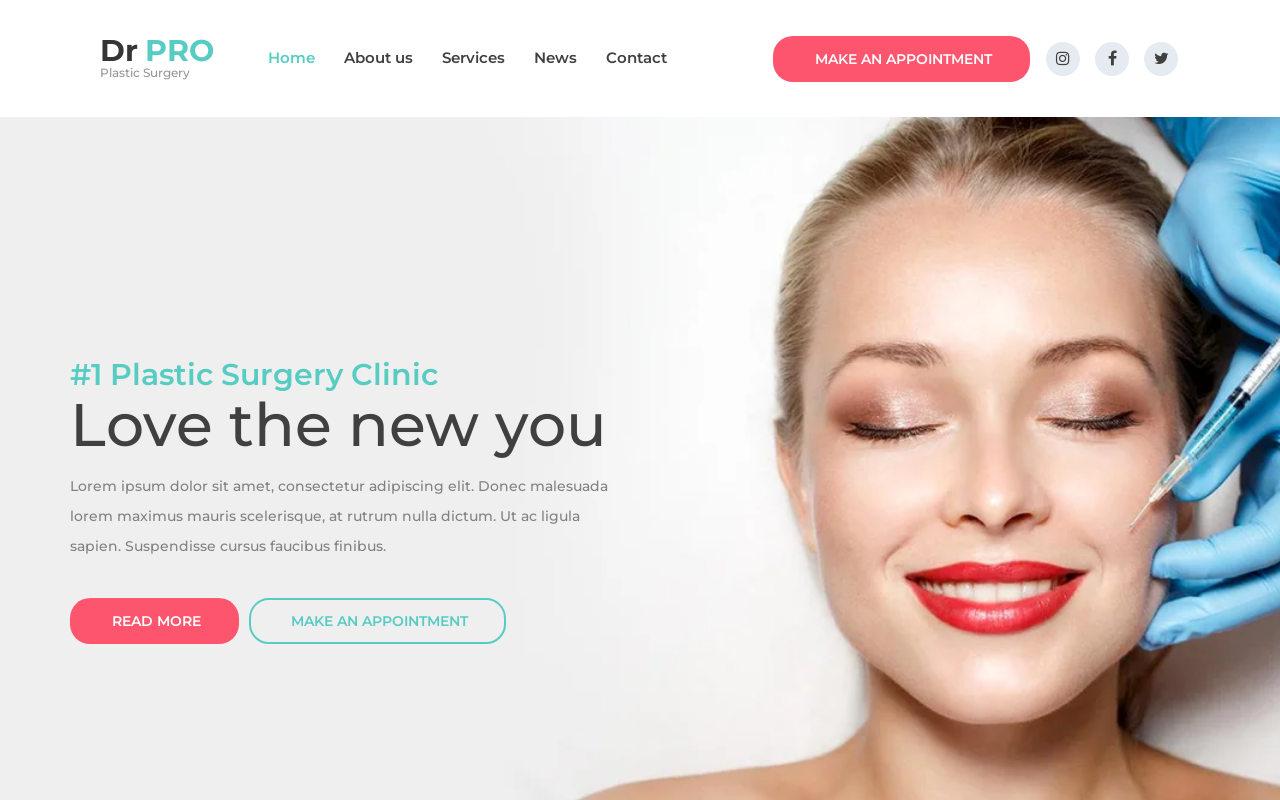 Dr PRO
Plastic Surgery
Home
About us
Services
News
Contact
MAKE AN APPOINTMENT
#1 Plastic Surgery Clinic
Love the new you
Lorem ipsum dolor sit amet, consectetur adipiscing elit. Donec malesuada
lorem maximus mauris scelerisque, at rutrum nulla dictum. Ut ac ligula
sapien. Suspendisse cursus faucibus finibus.
READ MORE
MAKE AN APPOINTMENT